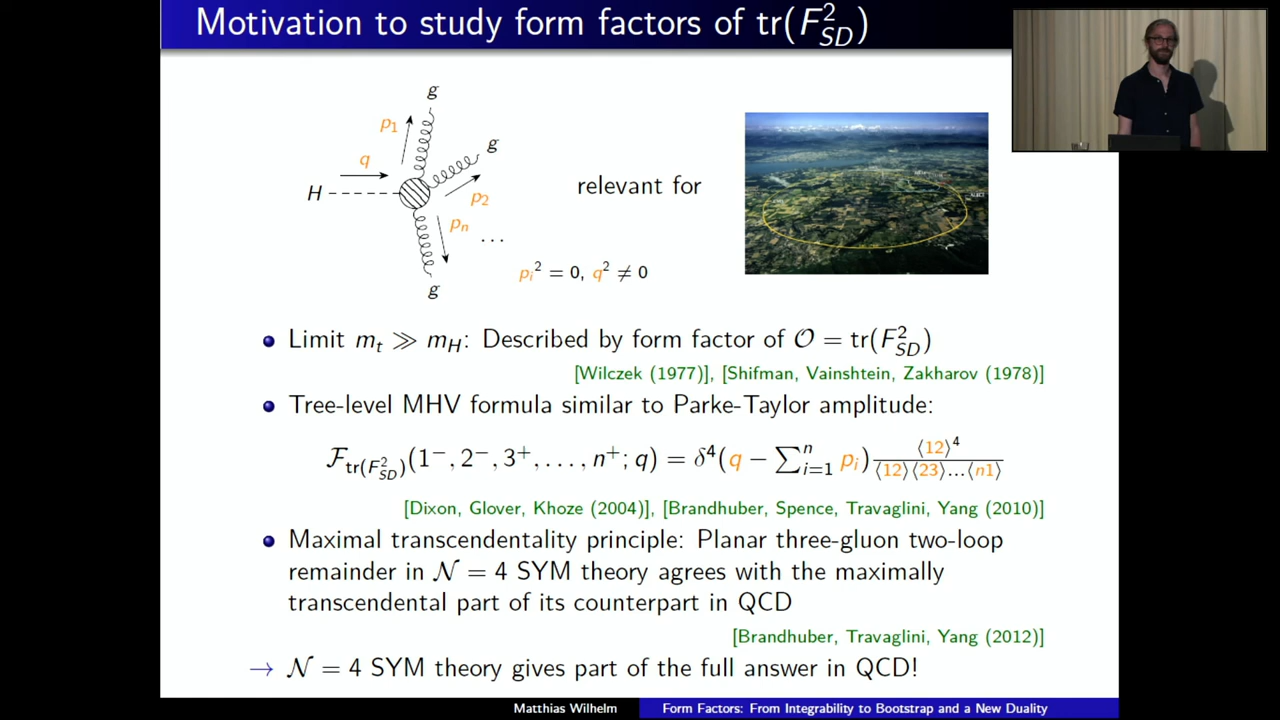 Motivation to study form factors of tr(F²_SD)
g
p₁
g
q
H
p₂
pₙ
...
g
relevant for
pᵢ² = 0, q² ≠ 0
Limit mₜ ≫ m_H: Described by form factor of 𝒪 = tr(F²_SD)
[Wilczek (1977)], [Shifman, Vainshtein, Zakharov (1978)]
Tree-level MHV formula similar to Parke-Taylor amplitude:
ℱ_tr(F²_SD)(1⁻, 2⁻, 3⁺, . . . , n⁺; q) = δ⁴(q − ∑ⁿᵢ₌₁ pᵢ) ⟨12⟩⁴ / ⟨12⟩⟨23⟩...⟨n1⟩
[Dixon, Glover, Khoze (2004)], [Brandhuber, Spence, Travaglini, Yang (2010)]
Maximal transcendentality principle: Planar three-gluon two-loop
remainder in 𝒩 = 4 SYM theory agrees with the maximally
transcendental part of its counterpart in QCD
[Brandhuber, Travaglini, Yang (2012)]
→ 𝒩 = 4 SYM theory gives part of the full answer in QCD!
Matthias Wilhelm Form Factors: From Integrability to Bootstrap and a New Duality